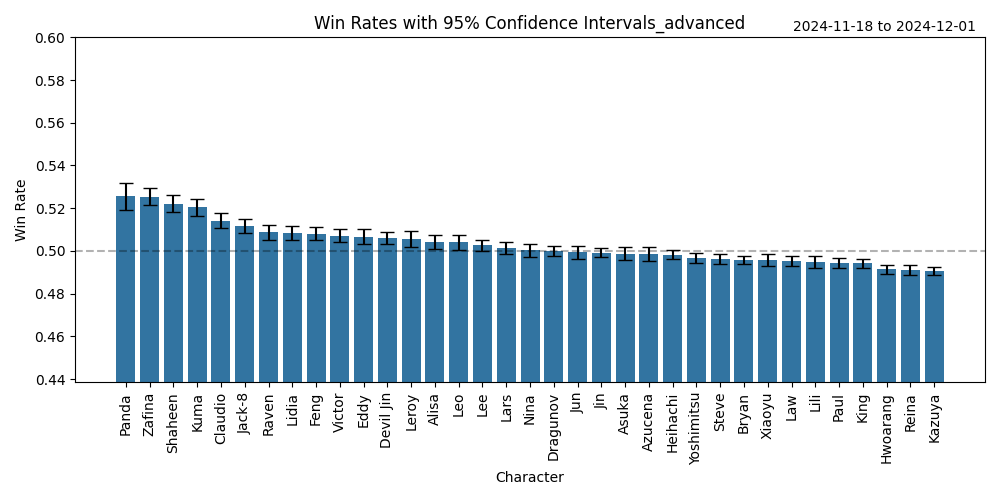 Win Rates with 95% Confidence Intervals_advanced
2024-11-18 to 2024-12-01
0.60
0.58
0.56
0.54
0.52
0.50
0.48
0.46
0.44
Win Rate
Panda
Zafina
Shaheen
Kuma
Claudio
Jack-8
Raven
Lidia
Feng
Victor
Eddy
Devil Jin
Leroy
Alisa
Leo
Lee
Lars
Nina
Dragunov
Jun
Jin
Asuka
Azucena
Heihachi
Yoshimitsu
Steve
Bryan
Xiaoyu
Law
Lili
Paul
King
Hwoarang
Reina
Kazuya
Character